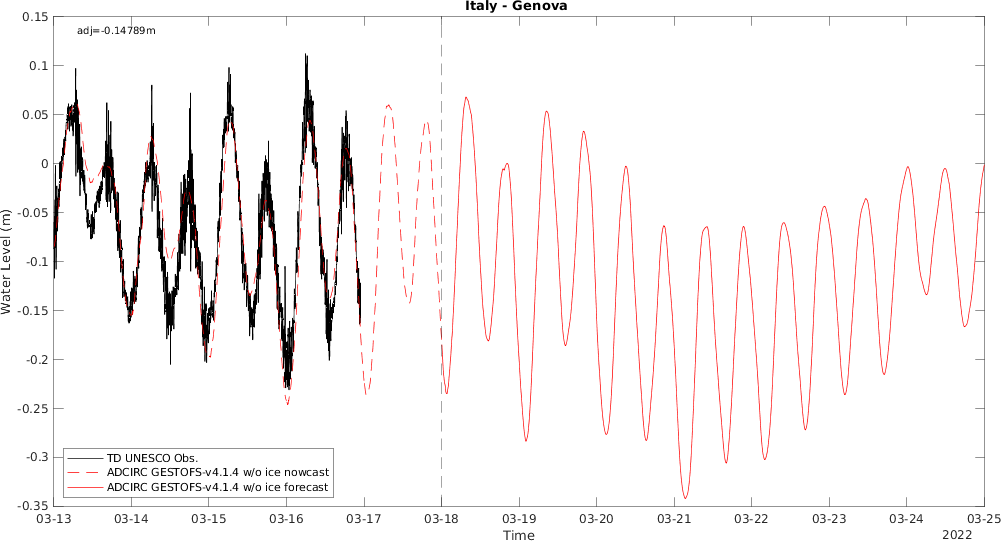 Italy - Genova
adj=-0.14789m
0.15
0.1
0.05
0
-0.05
-0.1
-0.15
-0.2
-0.25
-0.3
-0.35
Water Level (m)
TD UNESCO Obs.
ADCIRC GESTOFS-v4.1.4 w/o ice nowcast
ADCIRC GESTOFS-v4.1.4 w/o ice forecast
03-13 03-14 03-15 03-16 03-17 03-18 03-19 03-20 03-21 03-22 03-23 03-24 03-25
Time
2022